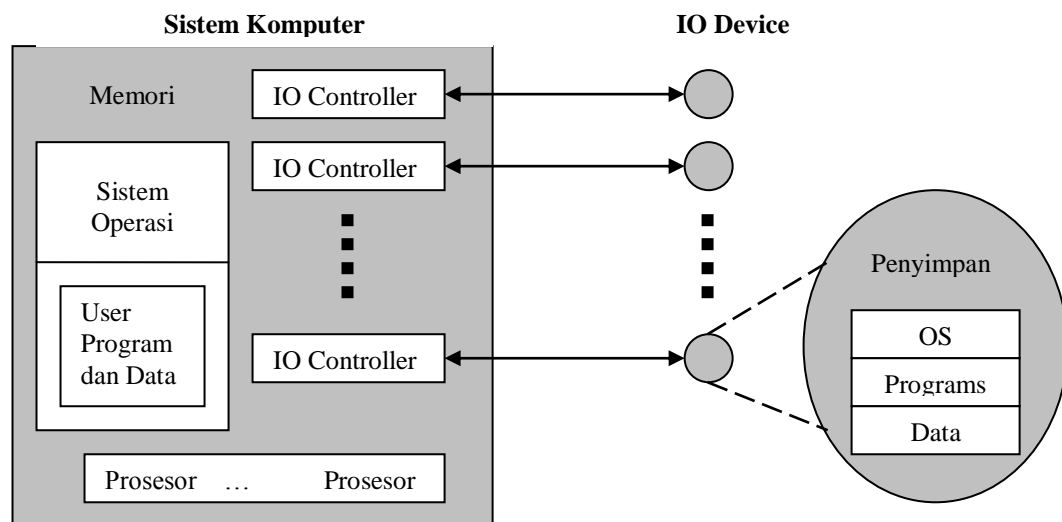 Sistem Komputer
IO Device
Memori
IO Controller
Sistem
Operasi
IO Controller
User
Program
dan Data
IO Controller
Prosesor … Prosesor
Penyimpan
OS
Programs
Data